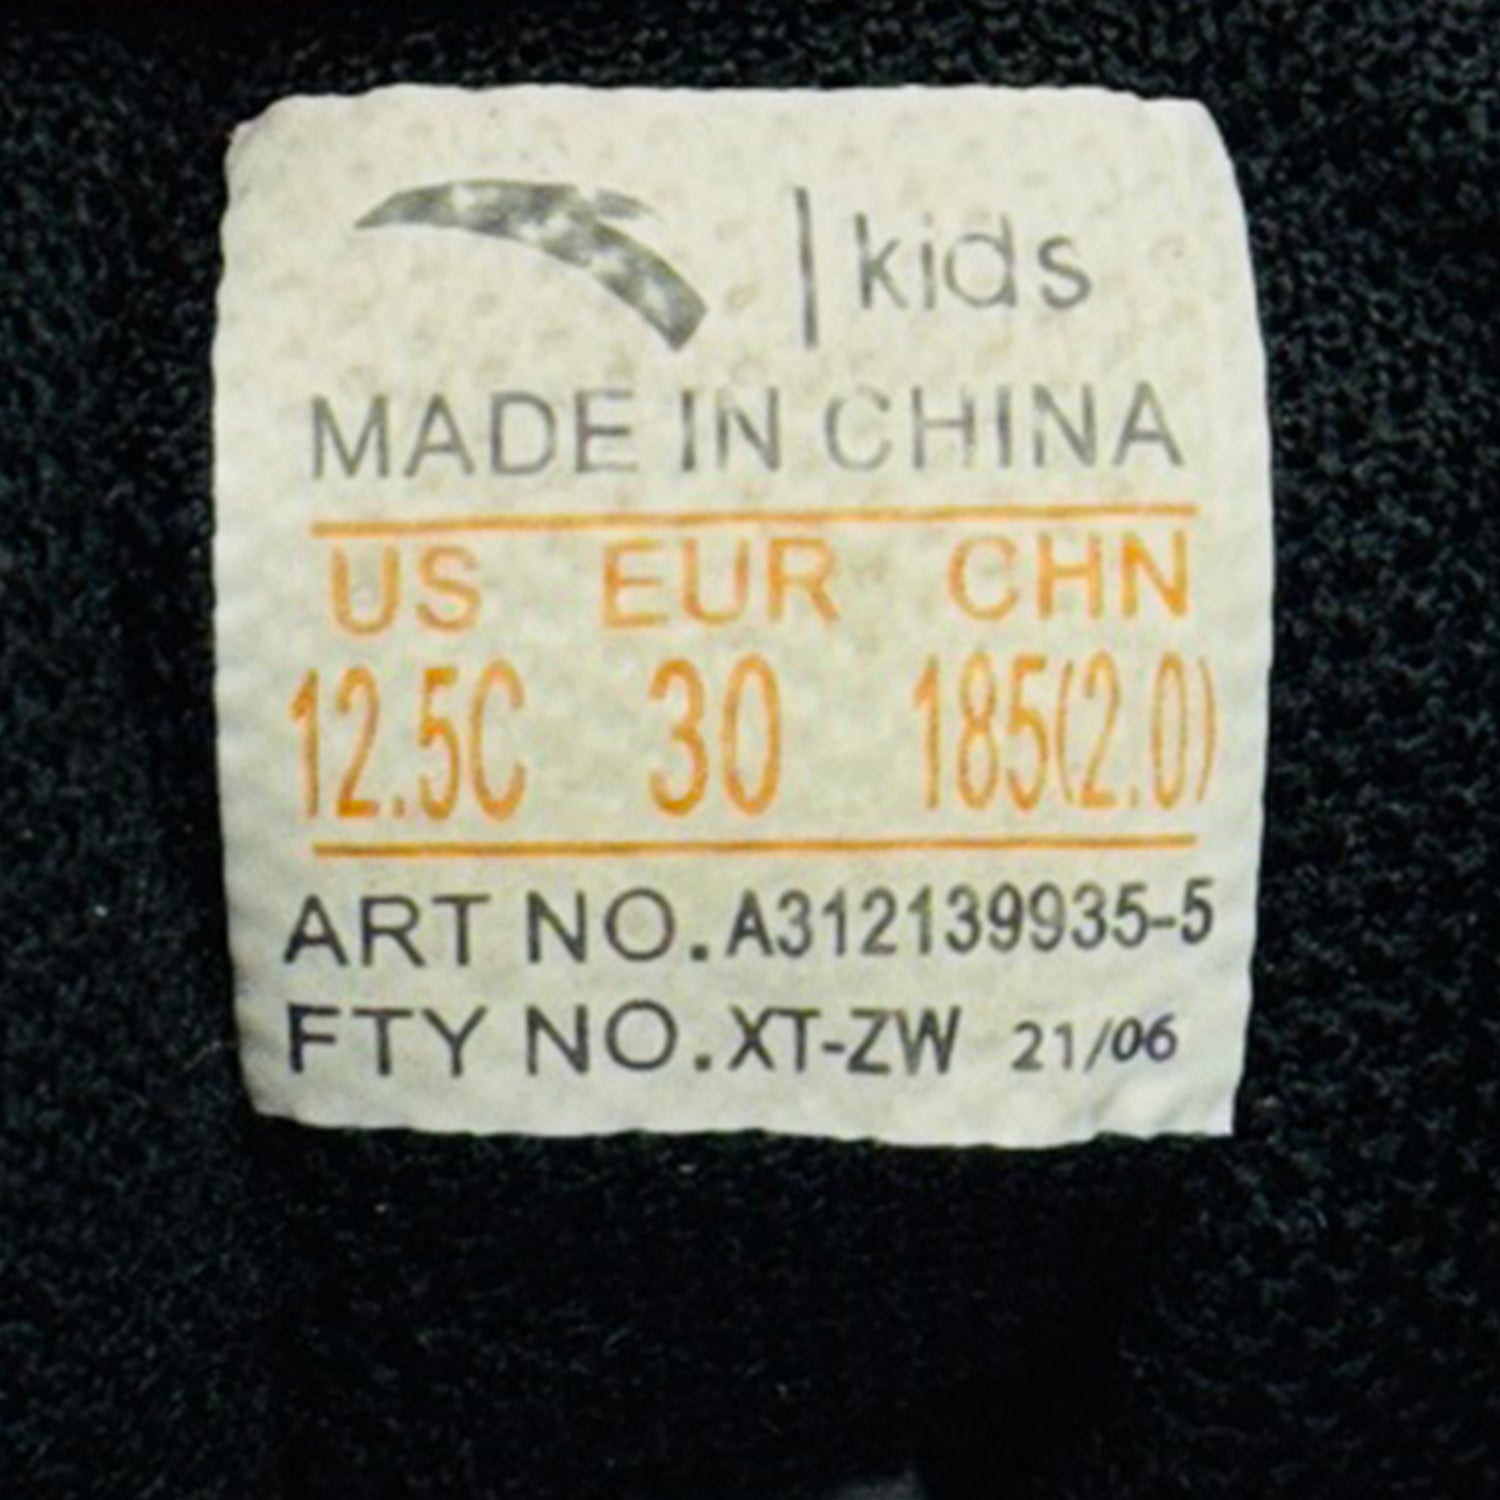 | kids
MADE IN CHINA
US EUR CHN
12.5C 30 185(2.0)
ART NO.A312139935-5
FTY NO.XT-ZW 21/06